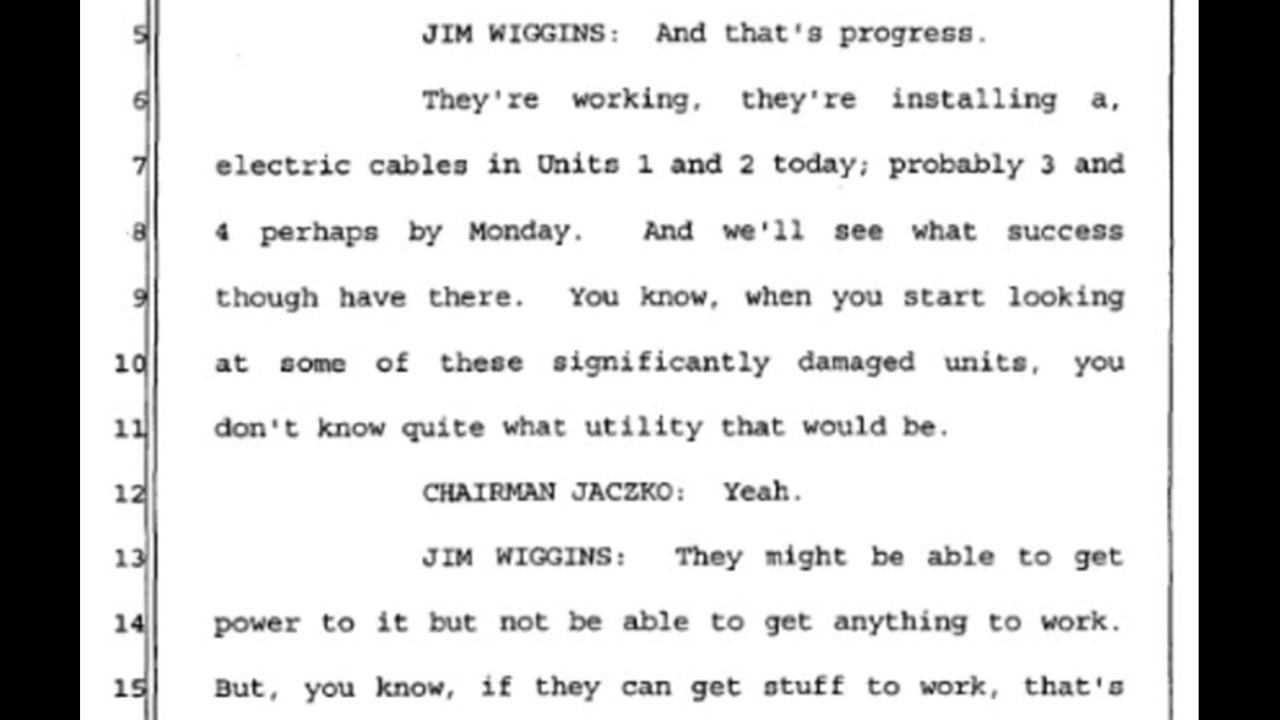 5 JIM WIGGINS: And that's progress.
6 They're working, they're installing a,
7 electric cables in Units 1 and 2 today; probably 3 and
8 4 perhaps by Monday. And we'll see what success
9 though have there. You know, when you start looking
10 at some of these significantly damaged units, you
11 don't know quite what utility that would be.
12 CHAIRMAN JACZKO: Yeah.
13 JIM WIGGINS: They might be able to get
14 power to it but not be able to get anything to work.
15 But, you know, if they can get stuff to work, that's